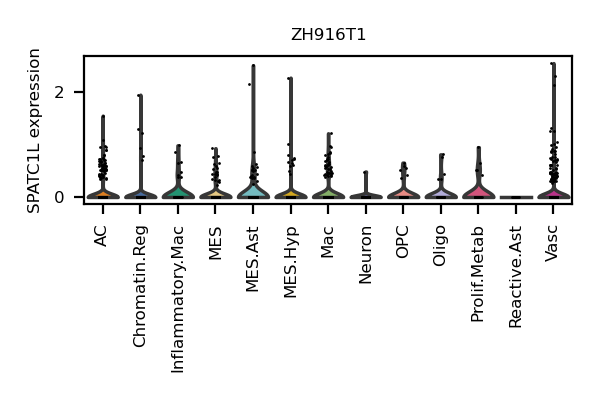 ZH916T1
SPATC1L expression
2
0
AC
Chromatin.Reg
Inflammatory.Mac
MES
MES.Ast
MES.Hyp
Mac
Neuron
OPC
Oligo
Prolif.Metab
Reactive.Ast
Vasc